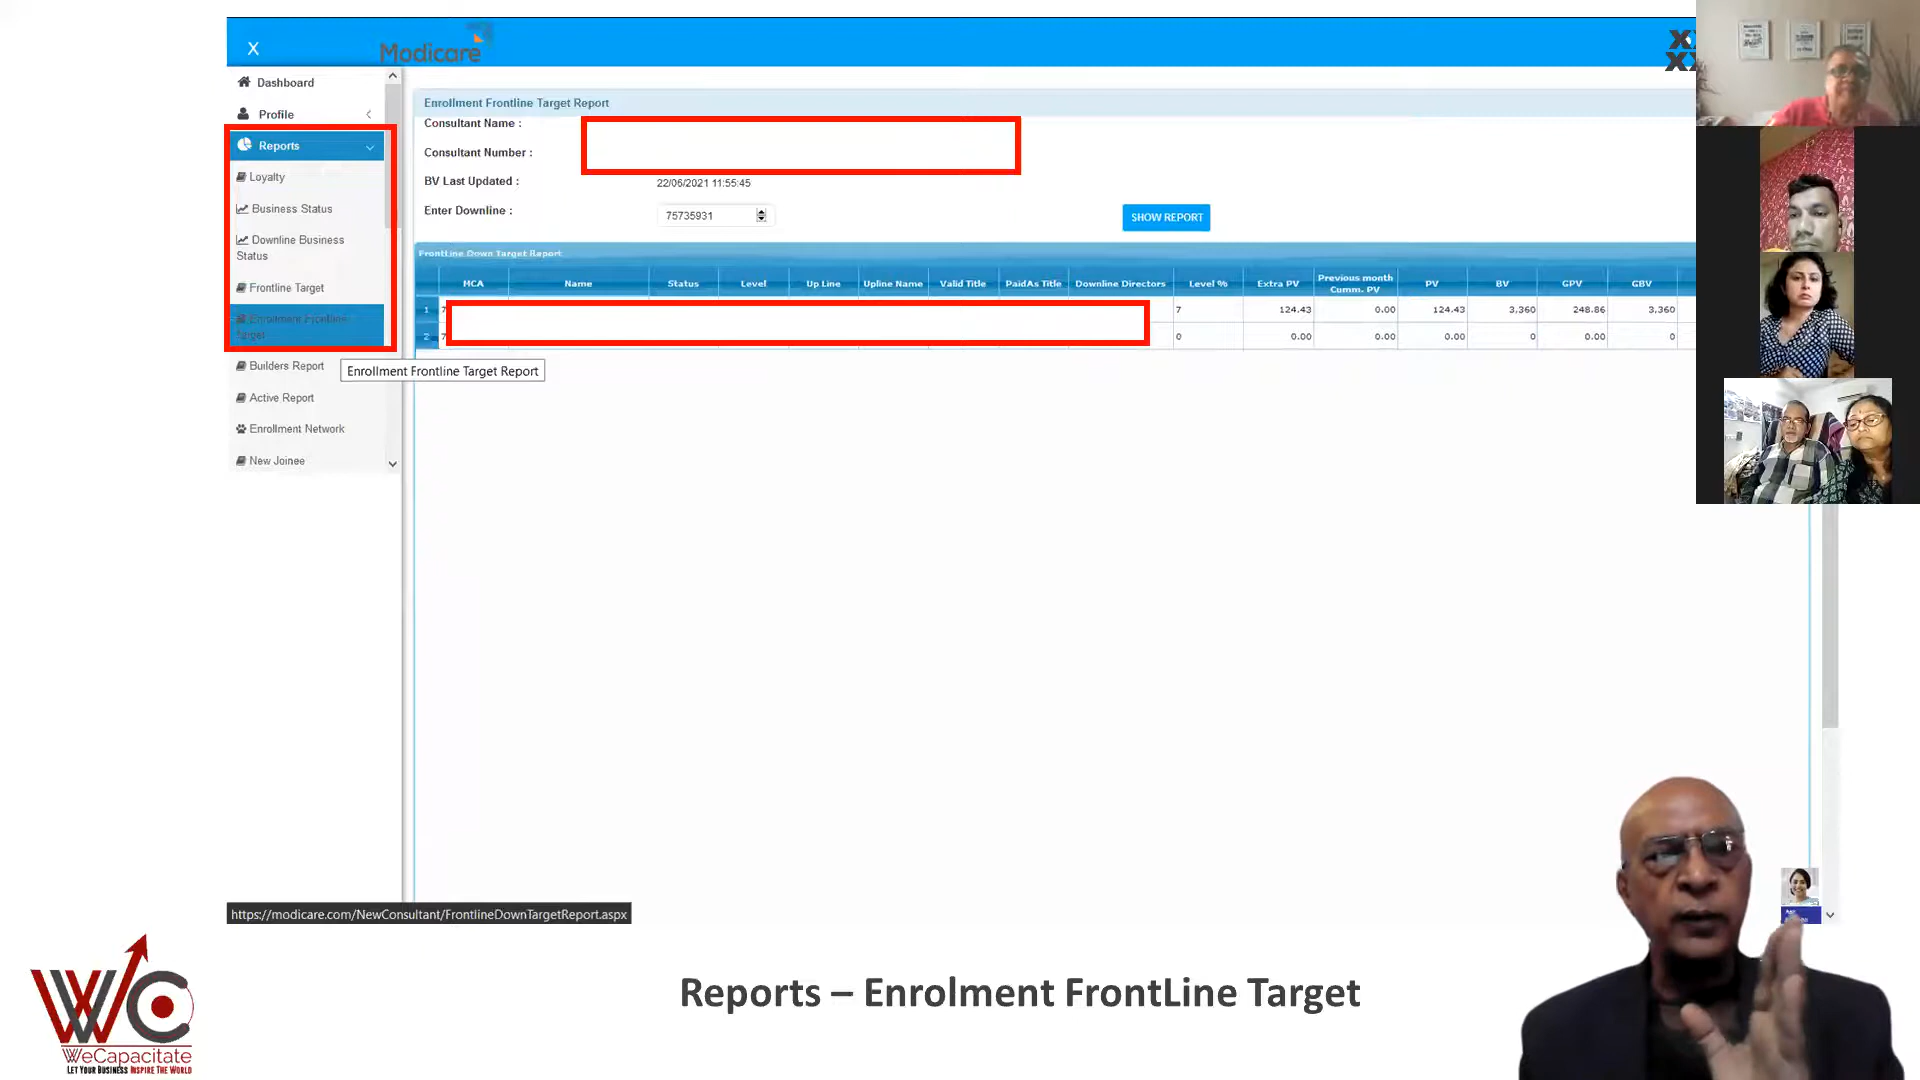 X
Modicare
Dashboard
Profile
Reports
Loyalty
Business Status
Downline Business
Status
Frontline Target
Enrollment Frontline
Target
Builders Report
Active Report
Enrollment Network
New Joinee
Enrollment Frontline Target Report
Enrollment Frontline Target Report
Consultant Name :
Consultant Number :
BV Last Updated :
22/06/2021 11:55:45
Enter Downline :
75735931
SHOW REPORT
FrontLine Down Target Report
MCA Name Status Level Up Line Upline Name Valid Title PaidAs Title Downline Directors Level % Extra PV Previous month Cumm. PV PV BV GPV GBV
1 7 7 124.43 0.00 124.43 3,360 248.86 3,360
2 7 0 0.00 0.00 0.00 0 0.00 0
https://modicare.com/NewConsultant/FrontlineDownTargetReport.aspx
WC
WeCapacitate
LET YOUR BUSINESS INSPIRE THE WORLD
Reports – Enrolment FrontLine Target